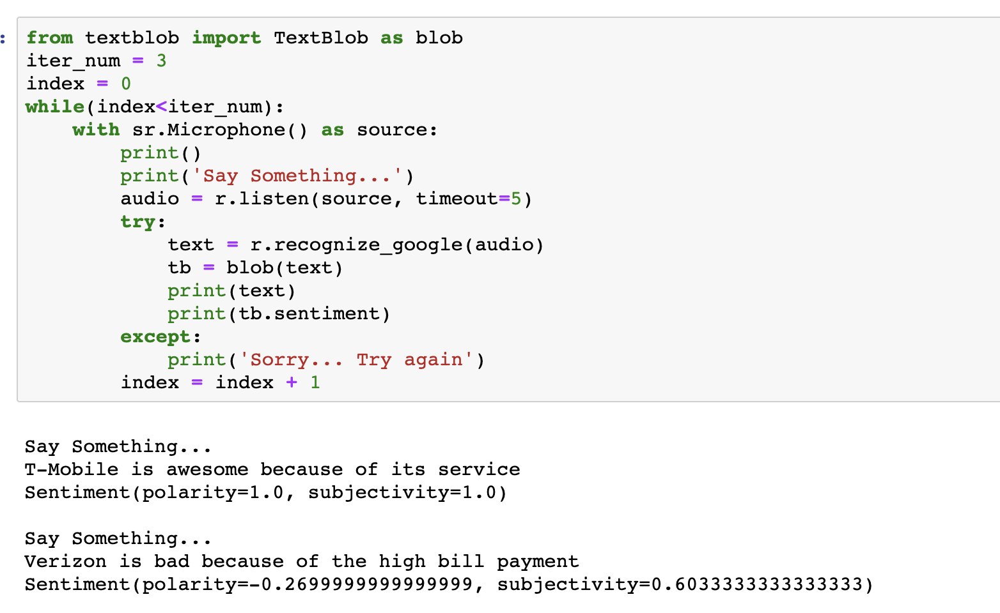 :
from textblob import TextBlob as blob
iter_num = 3
index = 0
while(index<iter_num):
    with sr.Microphone() as source:
        print()
        print('Say Something...')
        audio = r.listen(source, timeout=5)
        try:
            text = r.recognize_google(audio)
            tb = blob(text)
            print(text)
            print(tb.sentiment)
        except:
            print('Sorry... Try again')
        index = index + 1
Say Something...
T-Mobile is awesome because of its service
Sentiment(polarity=1.0, subjectivity=1.0)
Say Something...
Verizon is bad because of the high bill payment
Sentiment(polarity=-0.2699999999999999, subjectivity=0.6033333333333333)